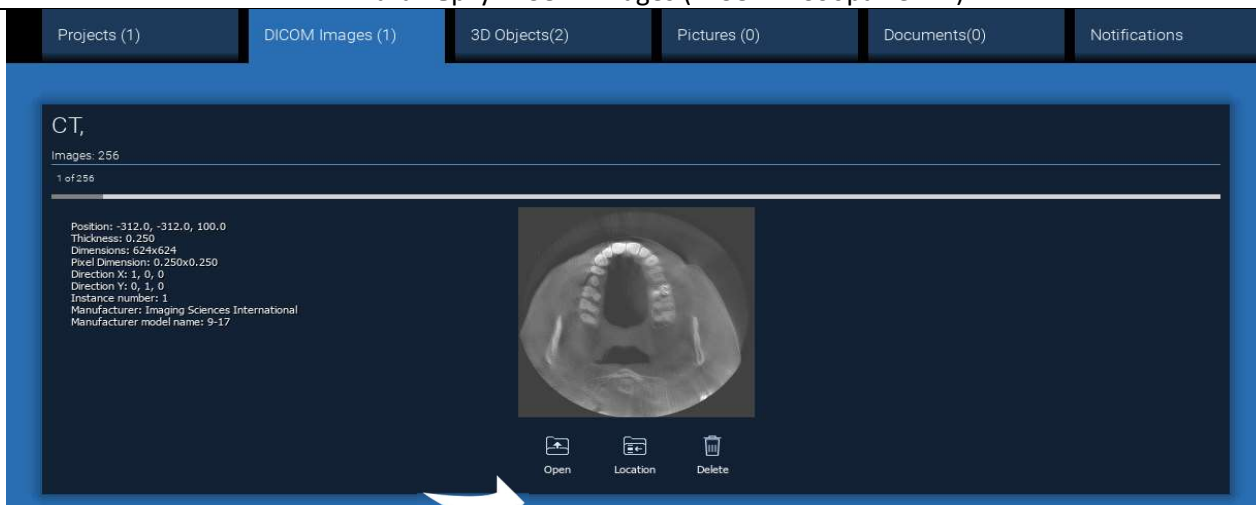 Projects (1) DICOM Images (1) 3D Objects(2) Pictures (0) Documents(0) Notifications
CT,
Images: 256
1 of 256
Position: -312.0, -312.0, 100.0
Thickness: 0.250
Dimensions: 624x624
Pixel Dimension: 0.250x0.250
Direction X: 1, 0, 0
Direction Y: 0, 1, 0
Instance number: 1
Manufacturer: Imaging Sciences International
Manufacturer model name: 9-17
Open Location Delete